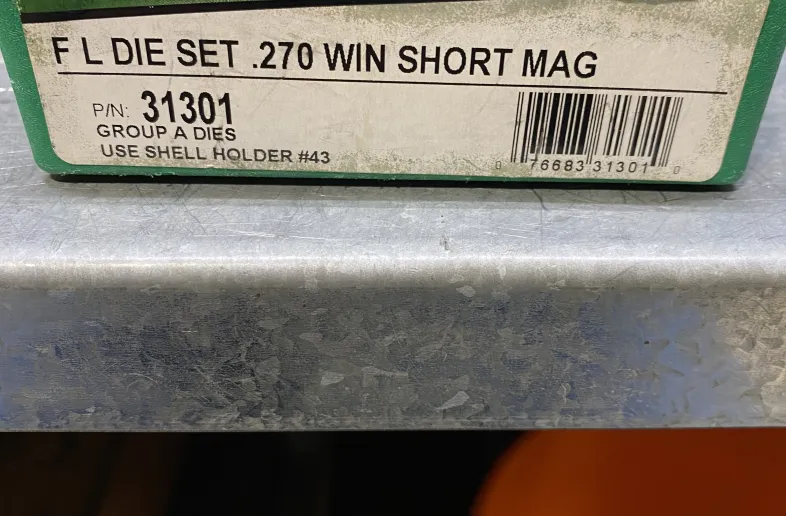 F L DIE SET .270 WIN SHORT MAG
P/N: 31301
GROUP A DIES
USE SHELL HOLDER #43
0 76683 31301 0